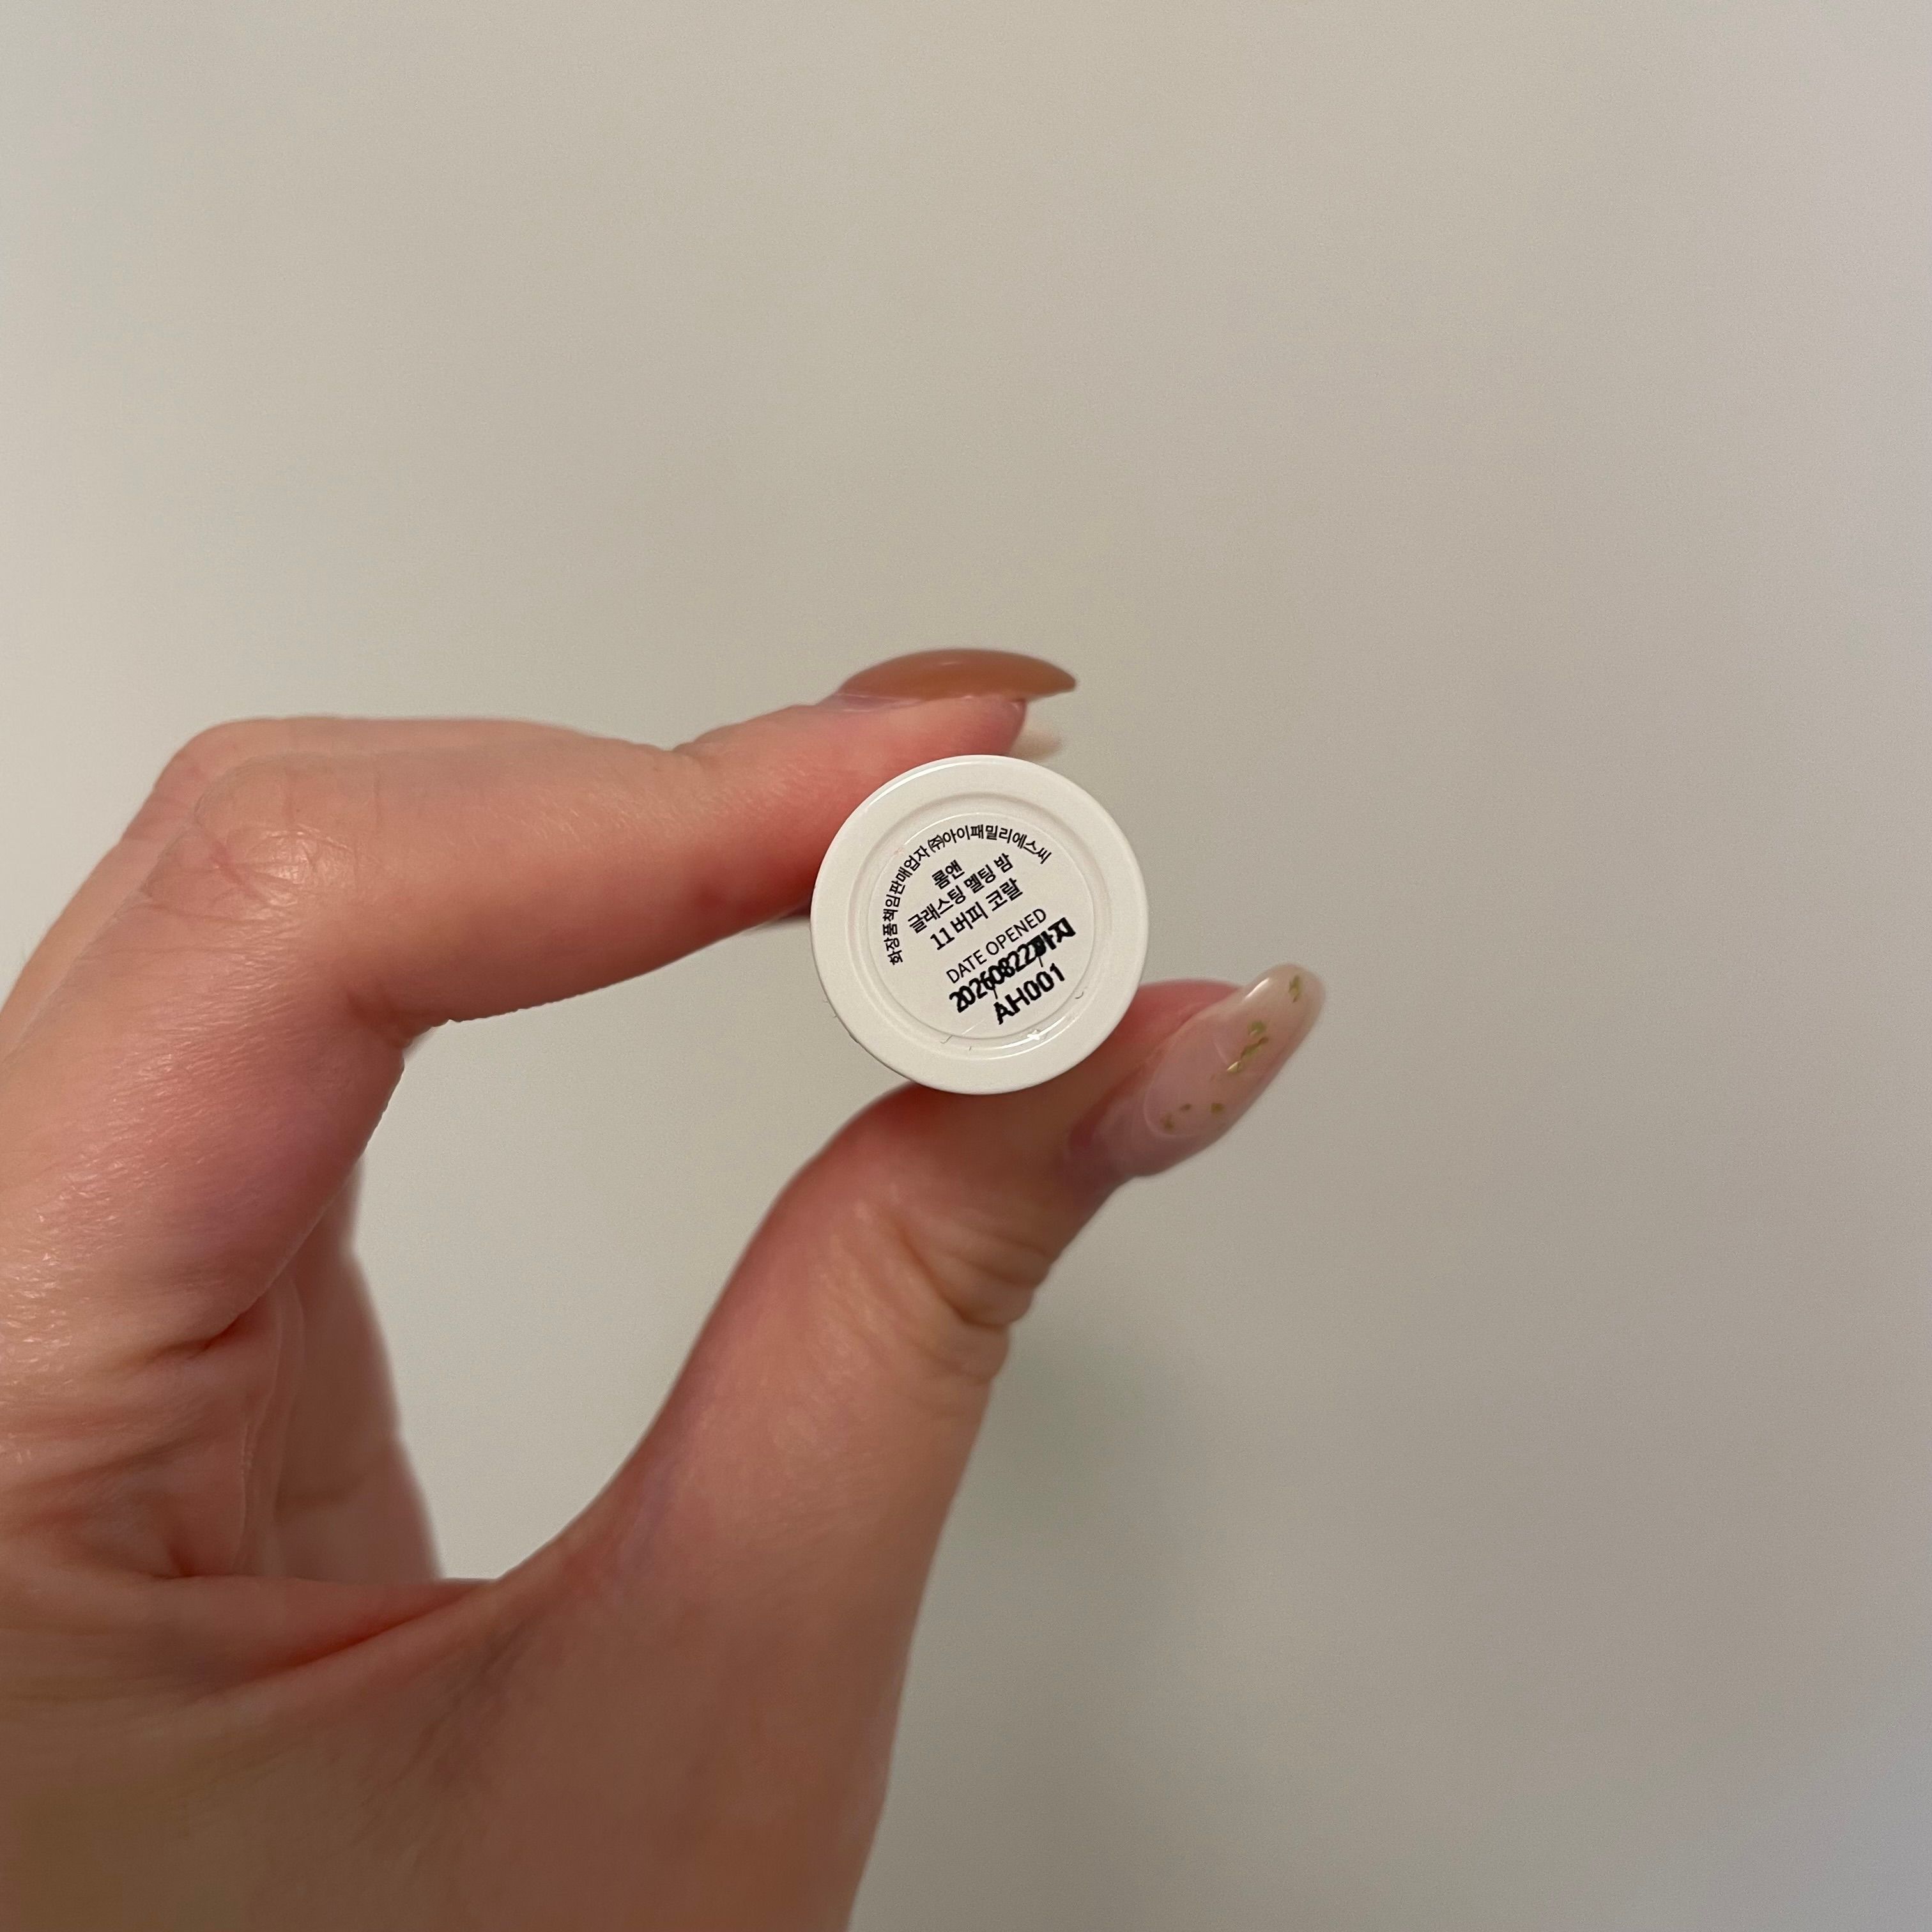 화장품책임판매업자 ㈜아이패밀리에스씨
롬앤
글래스팅 멜팅 밤
11 버피 코랄
DATE OPENED
20260822까지
AH001